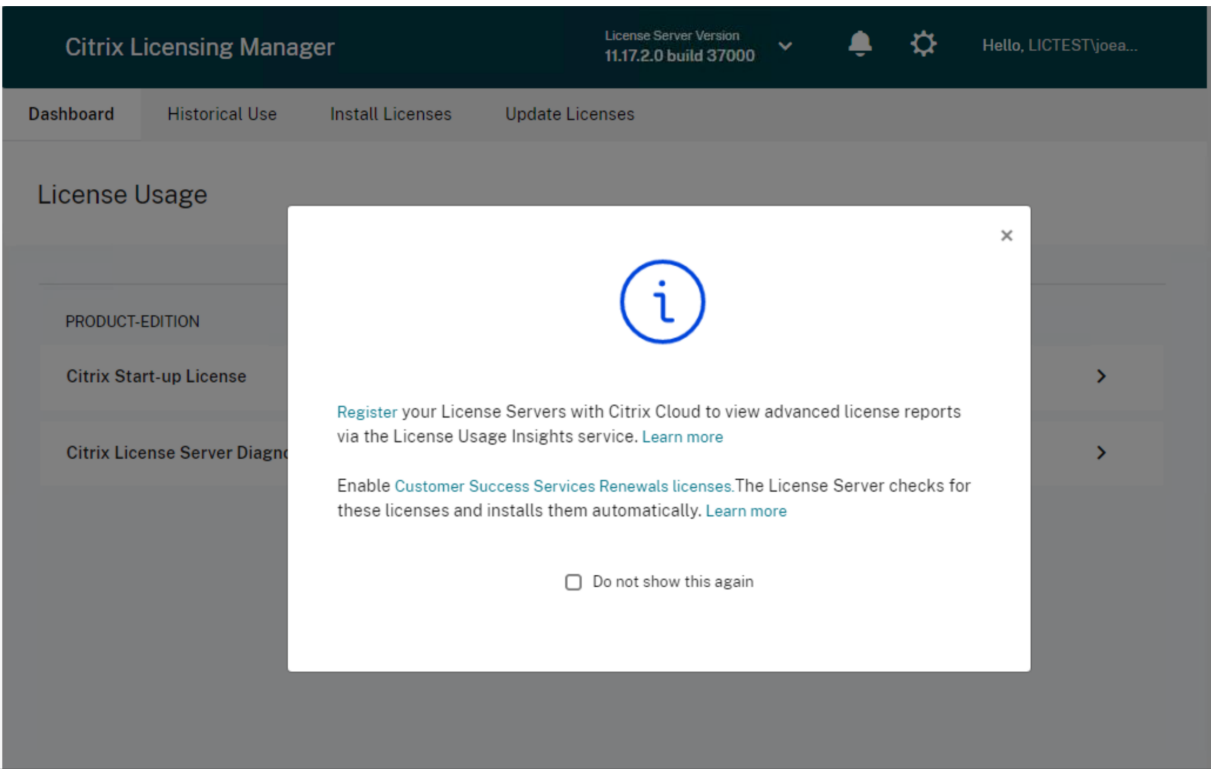 Citrix Licensing Manager
License Server Version
11.17.2.0 build 37000
Hello, LICTEST\joea...
Dashboard
Historical Use
Install Licenses
Update Licenses
License Usage
PRODUCT-EDITION
Citrix Start-up License
Citrix License Server
Register your License Servers with Citrix Cloud to view advanced license reports
via the License Usage Insights service. Learn more
Enable Customer Success Services Renewals licenses.The License Server checks for
these licenses and installs them automatically. Learn more
Do not show this again